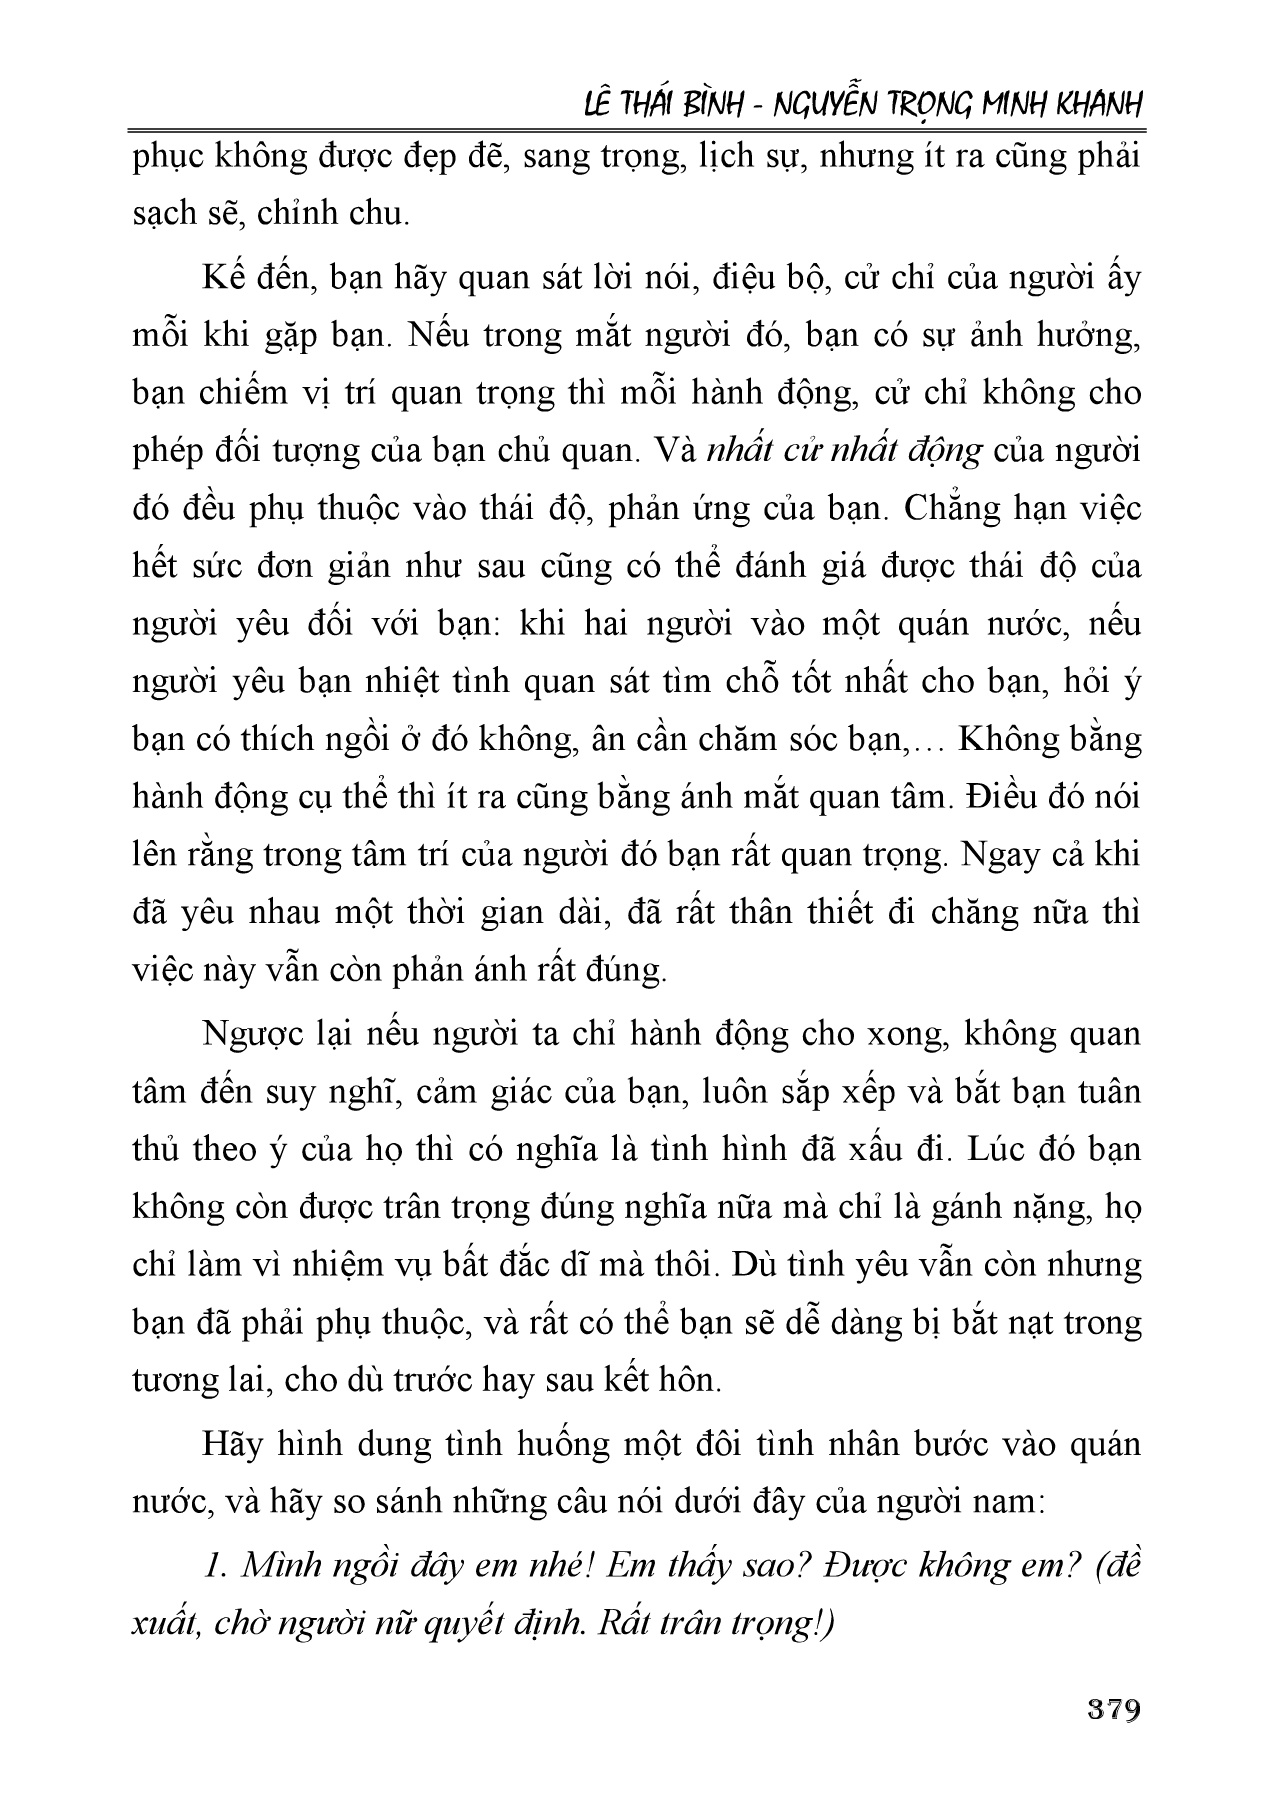 LÊ THÁI BÌNH - NGUYỄN TRỌNG MINH KHANH
phục không được đẹp đẽ, sang trọng, lịch sự, nhưng ít ra cũng phải
sạch sẽ, chỉnh chu.
Kế đến, bạn hãy quan sát lời nói, điệu bộ, cử chỉ của người ấy
mỗi khi gặp bạn. Nếu trong mắt người đó, bạn có sự ảnh hưởng,
bạn chiếm vị trí quan trọng thì mỗi hành động, cử chỉ không cho
phép đối tượng của bạn chủ quan. Và nhất cử nhất động của người
đó đều phụ thuộc vào thái độ, phản ứng của bạn. Chẳng hạn việc
hết sức đơn giản như sau cũng có thể đánh giá được thái độ của
người yêu đối với bạn: khi hai người vào một quán nước, nếu
người yêu bạn nhiệt tình quan sát tìm chỗ tốt nhất cho bạn, hỏi ý
bạn có thích ngồi ở đó không, ân cần chăm sóc bạn,… Không bằng
hành động cụ thể thì ít ra cũng bằng ánh mắt quan tâm. Điều đó nói
lên rằng trong tâm trí của người đó bạn rất quan trọng. Ngay cả khi
đã yêu nhau một thời gian dài, đã rất thân thiết đi chăng nữa thì
việc này vẫn còn phản ánh rất đúng.
Ngược lại nếu người ta chỉ hành động cho xong, không quan
tâm đến suy nghĩ, cảm giác của bạn, luôn sắp xếp và bắt bạn tuân
thủ theo ý của họ thì có nghĩa là tình hình đã xấu đi. Lúc đó bạn
không còn được trân trọng đúng nghĩa nữa mà chỉ là gánh nặng, họ
chỉ làm vì nhiệm vụ bất đắc dĩ mà thôi. Dù tình yêu vẫn còn nhưng
bạn đã phải phụ thuộc, và rất có thể bạn sẽ dễ dàng bị bắt nạt trong
tương lai, cho dù trước hay sau kết hôn.
Hãy hình dung tình huống một đôi tình nhân bước vào quán
nước, và hãy so sánh những câu nói dưới đây của người nam:
1. Mình ngồi đây em nhé! Em thấy sao? Được không em? (đề
xuất, chờ người nữ quyết định. Rất trân trọng!)
379